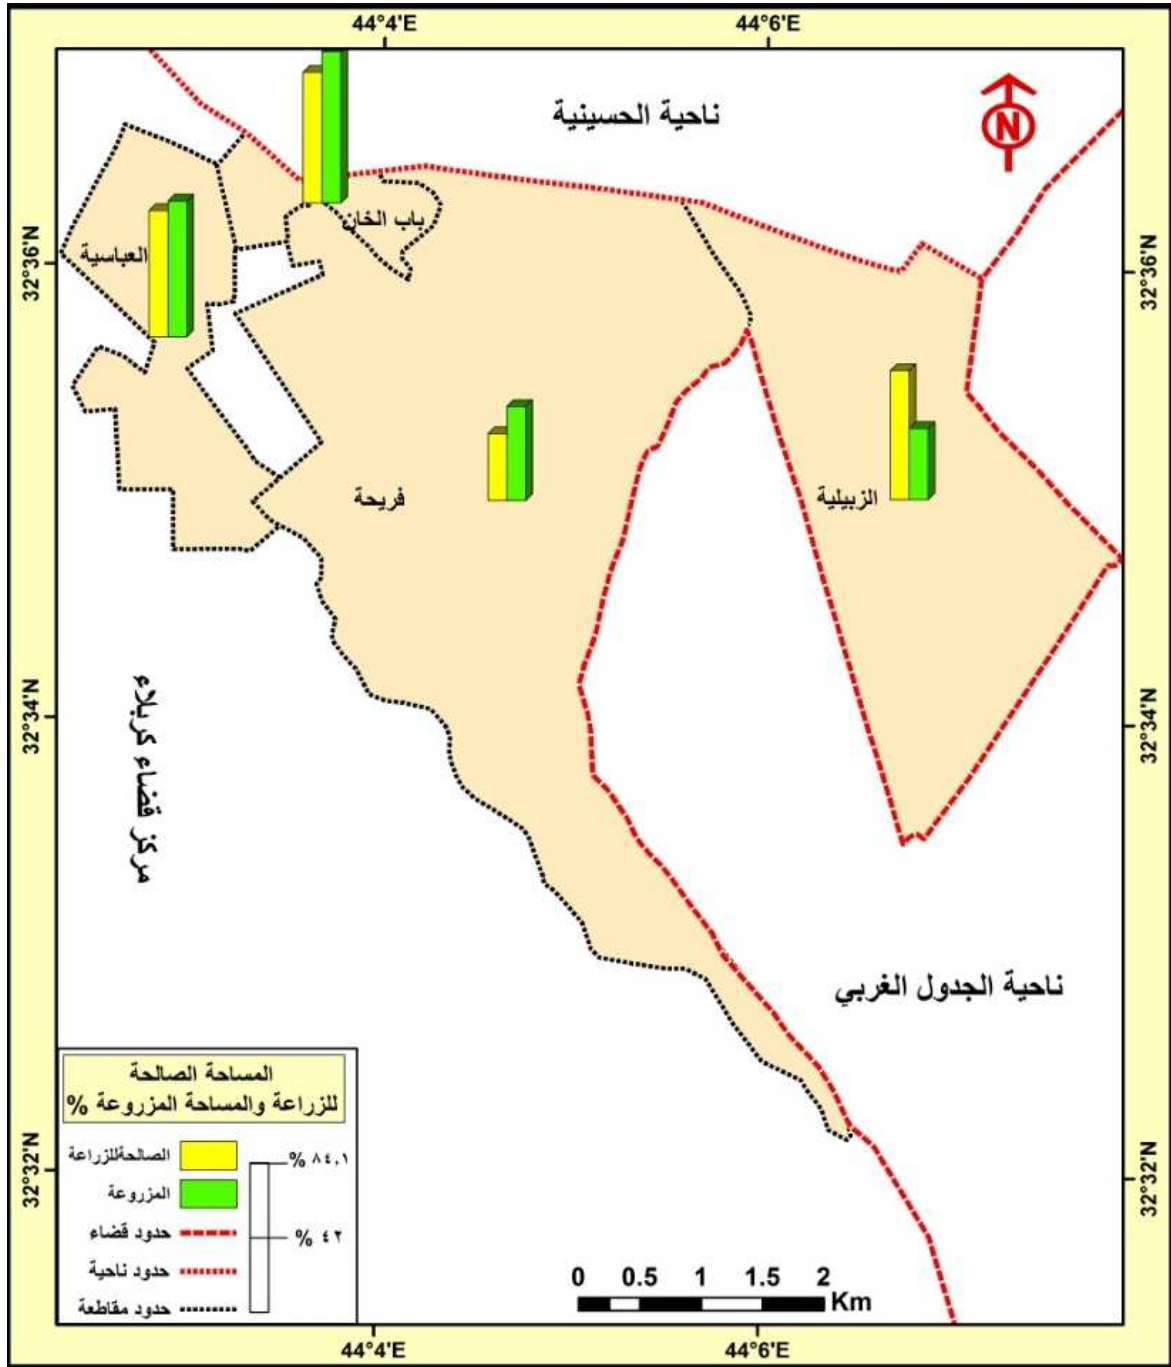 44°4'E
44°6'E
ناحية الحسينية
N
باب الخان
العباسية
32°36'N
32°36'N
فريحة
الزبيلية
32°34'N
32°34'N
مركز قضاء كربلاء
ناحية الجدول الغربي
المساحة الصالحة
للزراعة والمساحة المزروعة %
الصالحةللزراعة
% ٨٤,١
المزروعة
حدود قضاء
% ٤٢
حدود ناحية
حدود مقاطعة
32°32'N
32°32'N
0 0.5 1 1.5 2
Km
44°4'E
44°6'E